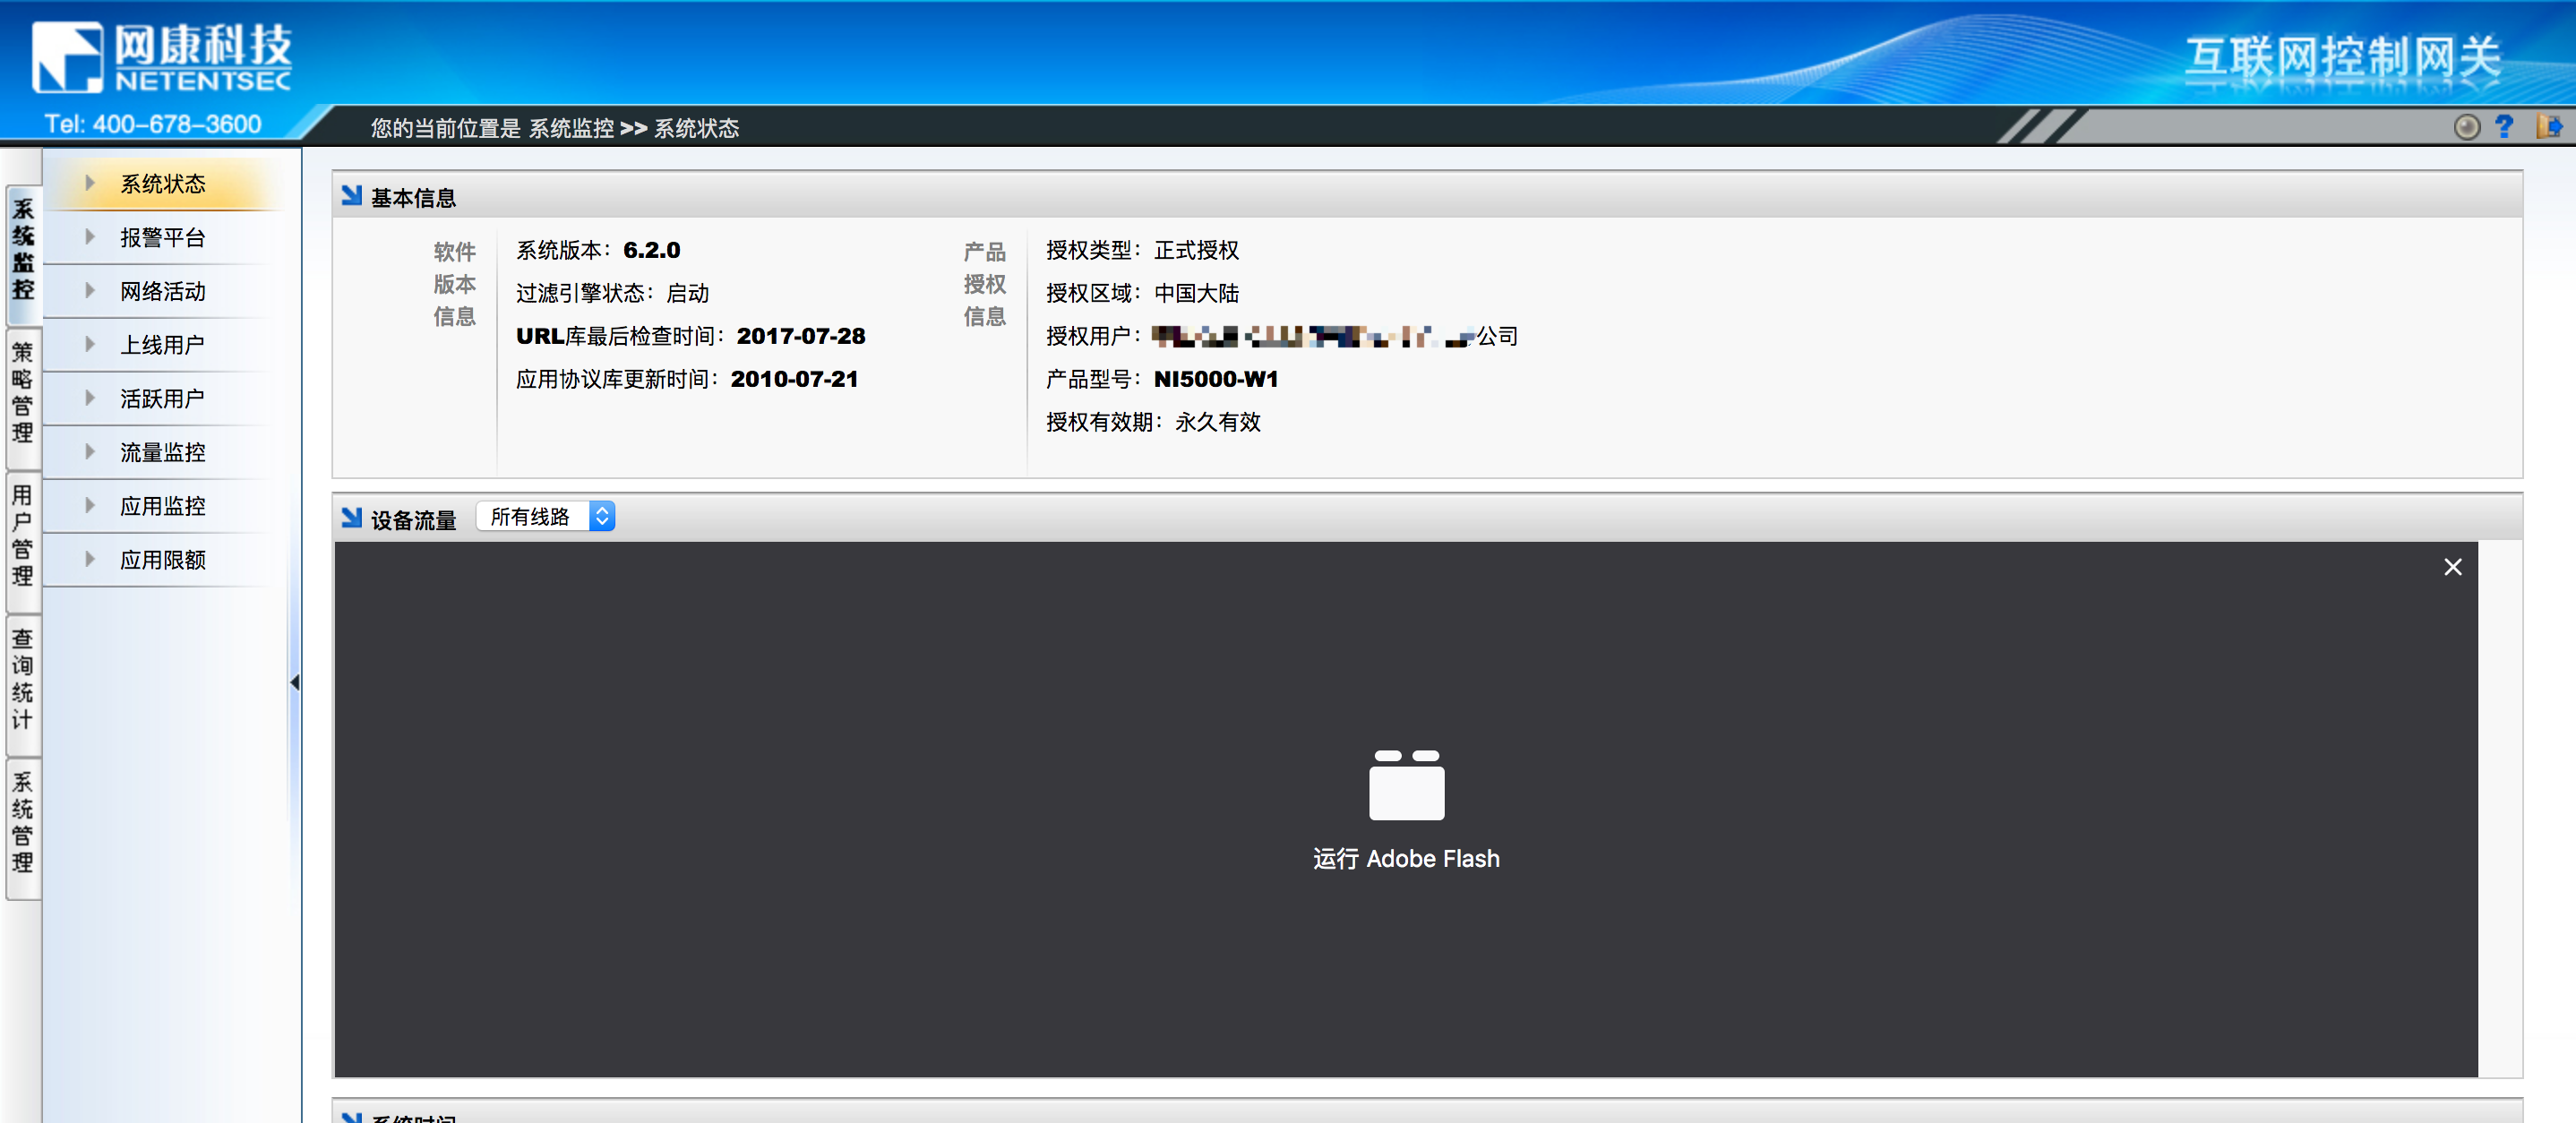 网康科技
NETENTSEC
互联网控制网关
Tel: 400-678-3600
您的当前位置是 系统监控 >> 系统状态
?
系统监控
策略管理
用户管理
查询统计
系统管理
系统状态
报警平台
网络活动
上线用户
活跃用户
流量监控
应用监控
应用限额
基本信息
软件
版本
信息
系统版本：6.2.0
过滤引擎状态：启动
URL库最后检查时间：2017-07-28
应用协议库更新时间：2010-07-21
产品
授权
信息
授权类型：正式授权
授权区域：中国大陆
授权用户：公司
产品型号：NI5000-W1
授权有效期：永久有效
设备流量 所有线路
运行 Adobe Flash
系统时间